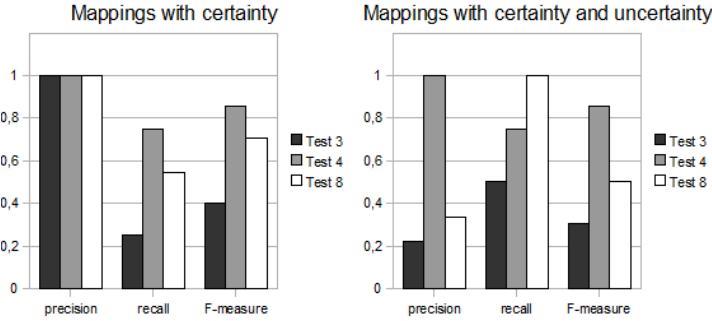 Mappings with certainty
1
0,8
0,6
0,4
0,2
0
precision recall F-measure
Test 3
Test 4
Test 8
Mappings with certainty and uncertainty
1
0,8
0,6
0,4
0,2
0
precision recall F-measure
Test 3
Test 4
Test 8